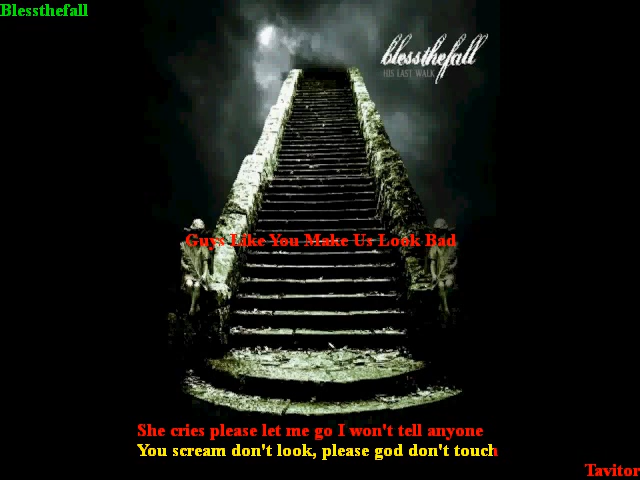 Blessthefall
blessthefall
HIS LAST WALK
Guys Like You Make Us Look Bad
She cries please let me go I won't tell anyone
You scream don't look, please god don't touch
Tavitor